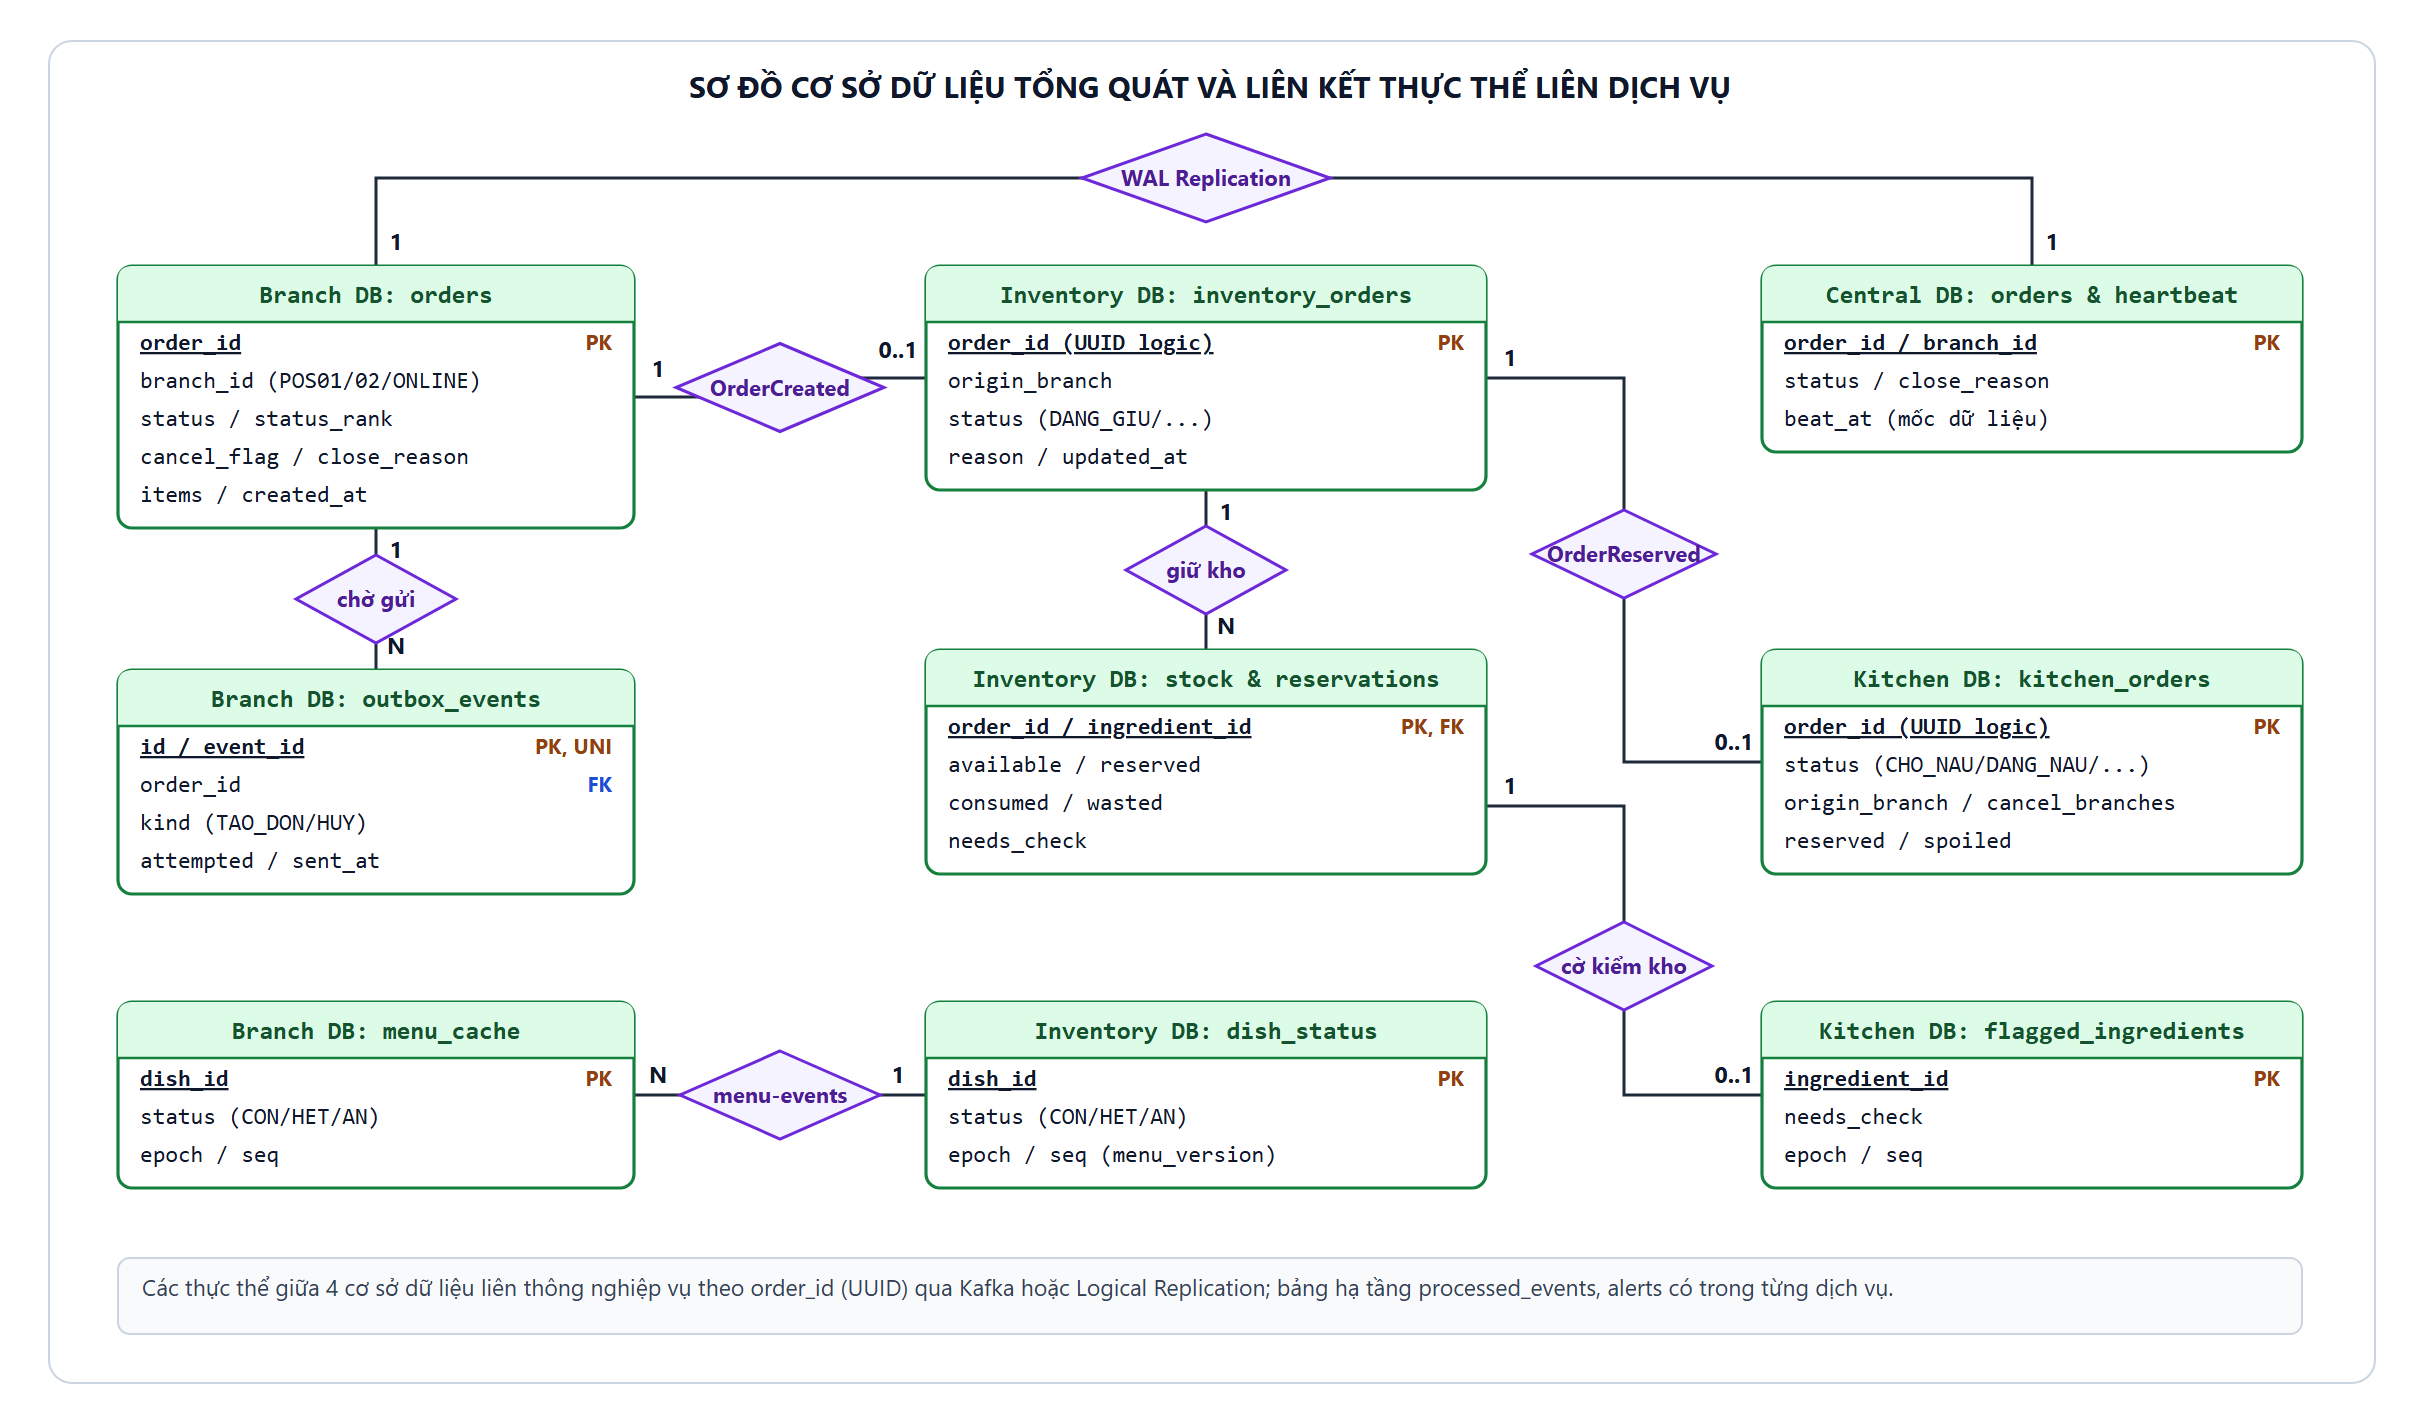 SƠ ĐỒ CƠ SỞ DỮ LIỆU TỔNG QUÁT VÀ LIÊN KẾT THỰC THỂ LIÊN DỊCH VỤ
WAL Replication
1
1
Branch DB: orders
order_id PK
branch_id (POS01/02/ONLINE)
status / status_rank
cancel_flag / close_reason
items / created_at
1
OrderCreated
0..1
Inventory DB: inventory_orders
order_id (UUID logic) PK
origin_branch
status (DANG_GIU/...)
reason / updated_at
1
Central DB: orders & heartbeat
order_id / branch_id PK
status / close_reason
beat_at (mốc dữ liệu)
1
chờ gửi
N
1
giữ kho
N
OrderReserved
0..1
Branch DB: outbox_events
id / event_id PK, UNI
order_id FK
kind (TAO_DON/HUY)
attempted / sent_at
Inventory DB: stock & reservations
order_id / ingredient_id PK, FK
available / reserved
consumed / wasted
needs_check
1
Kitchen DB: kitchen_orders
order_id (UUID logic) PK
status (CHO_NAU/DANG_NAU/...)
origin_branch / cancel_branches
reserved / spoiled
cờ kiểm kho
0..1
Branch DB: menu_cache
dish_id PK
status (CON/HET/AN)
epoch / seq
N
menu-events
1
Inventory DB: dish_status
dish_id PK
status (CON/HET/AN)
epoch / seq (menu_version)
Kitchen DB: flagged_ingredients
ingredient_id PK
needs_check
epoch / seq
Các thực thể giữa 4 cơ sở dữ liệu liên thông nghiệp vụ theo order_id (UUID) qua Kafka hoặc Logical Replication; bảng hạ tầng processed_events, alerts có trong từng dịch vụ.